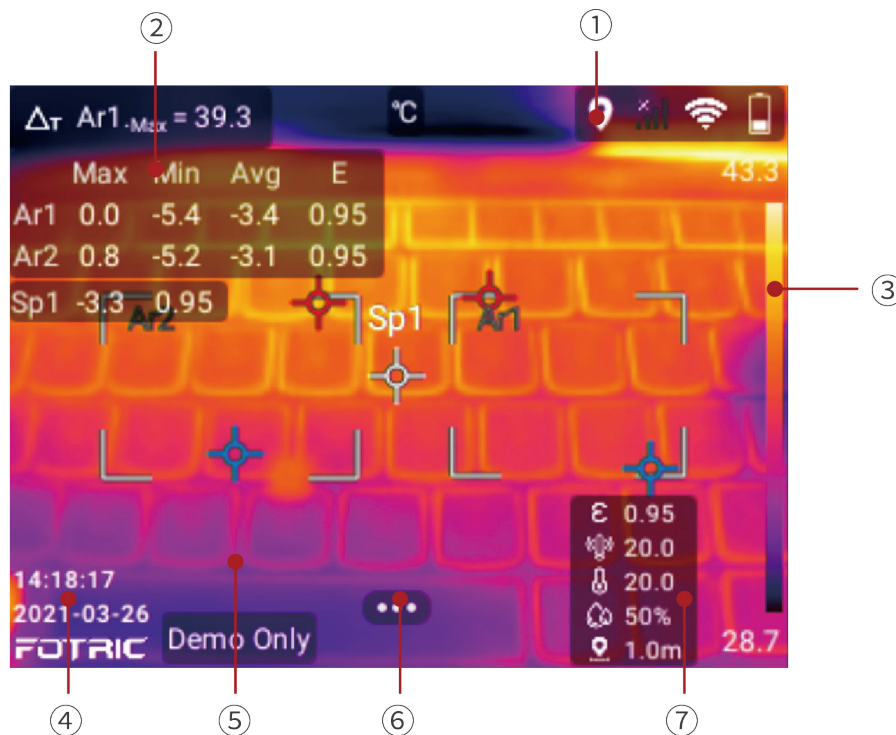 ② ①
ΔT Ar1.-Max = 39.3 °C
43.3
Max Min Avg E
Ar1 0.0 -5.4 -3.4 0.95
Ar2 0.8 -5.2 -3.1 0.95
Sp1 -3.3 0.95
③
Ar2 Sp1 Ar1
ε 0.95
20.0
20.0
50%
1.0m
28.7
14:18:17
2021-03-26
FOTRIC Demo Only
④ ⑤ ⑥ ⑦